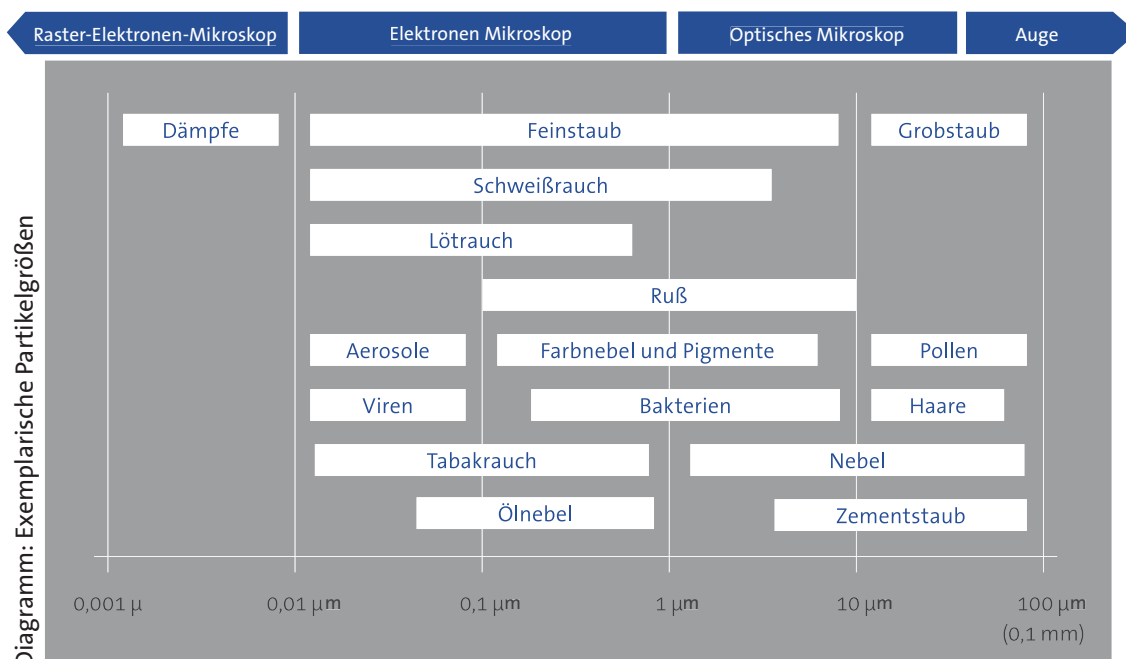 Raster-Elektronen-Mikroskop
Elektronen Mikroskop
Optisches Mikroskop
Auge
Diagramm: Exemplarische Partikelgrößen
Dämpfe
Feinstaub
Grobstaub
Schweißrauch
Lötrauch
Ruß
Aerosole
Farbnebel und Pigmente
Pollen
Viren
Bakterien
Haare
Tabakrauch
Nebel
Ölnebel
Zementstaub
0,001 µ
0,01 µm
0,1 µm
1 µm
10 µm
100 µm
(0,1 mm)